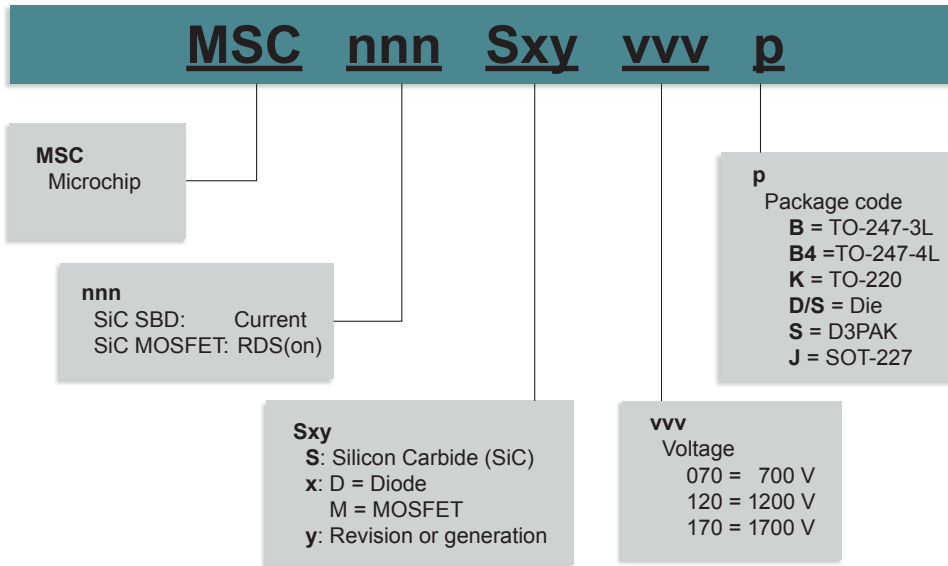 MSC nnn Sxy vvv p
MSC
Microchip
nnn
SiC SBD: Current
SiC MOSFET: RDS(on)
Sxy
S: Silicon Carbide (SiC)
x: D = Diode
M = MOSFET
y: Revision or generation
vvv
Voltage
070 = 700 V
120 = 1200 V
170 = 1700 V
p
Package code
B = TO-247-3L
B4 =TO-247-4L
K = TO-220
D/S = Die
S = D3PAK
J = SOT-227